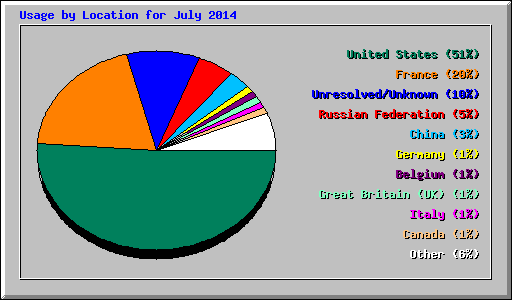 Usage by Location for July 2014
United States (51%)
France (20%)
Unresolved/Unknown (10%)
Russian Federation (5%)
China (3%)
Germany (1%)
Belgium (1%)
Great Britain (UK) (1%)
Italy (1%)
Canada (1%)
Other (6%)